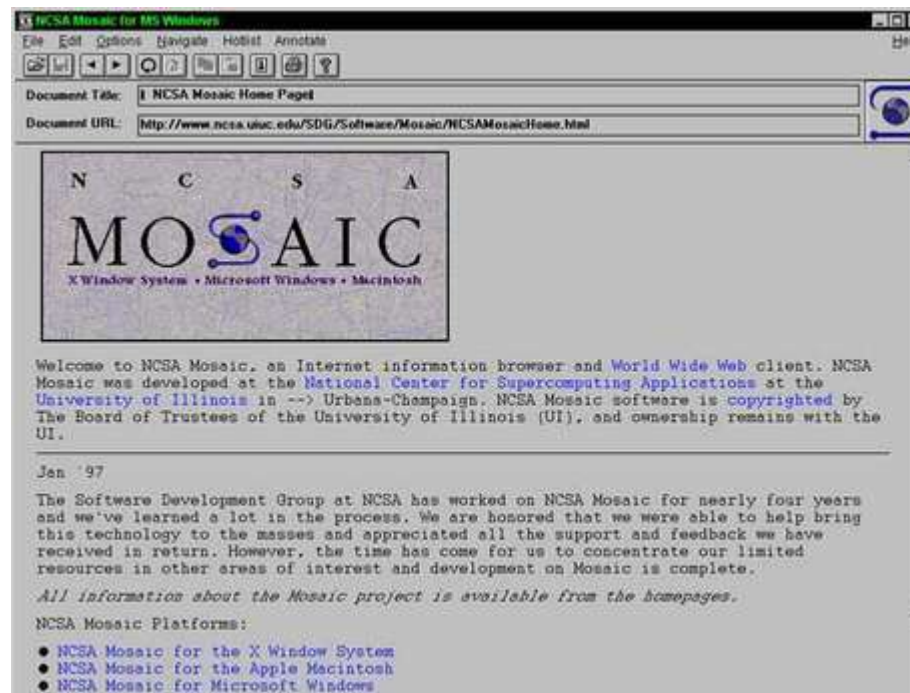 NCSA Mosaic for MS Windows
File Edit Options Navigate Hotlist Annotate
Document Title: NCSA Mosaic Home Page
Document URL: http://www.ncsa.uiuc.edu/SDG/Software/Mosaic/NCSAMosaicHome.html
N C S A
MOSAIC
X Window System • Microsoft Windows • Macintosh
Welcome to NCSA Mosaic, an Internet information browser and World Wide Web client. NCSA
Mosaic was developed at the National Center for Supercomputing Applications at the
University of Illinois in --> Urbana-Champaign. NCSA Mosaic software is copyrighted by
The Board of Trustees of the University of Illinois (UI), and ownership remains with the
UI.
Jan '97
The Software Development Group at NCSA has worked on NCSA Mosaic for nearly four years
and we've learned a lot in the process. We are honored that we were able to help bring
this technology to the masses and appreciated all the support and feedback we have
received in return. However, the time has come for us to concentrate our limited
resources in other areas of interest and development on Mosaic is complete.
All information about the Mosaic project is available from the homepages.
NCSA Mosaic Platforms:
• NCSA Mosaic for the X Window System
• NCSA Mosaic for the Apple Macintosh
• NCSA Mosaic for Microsoft Windows